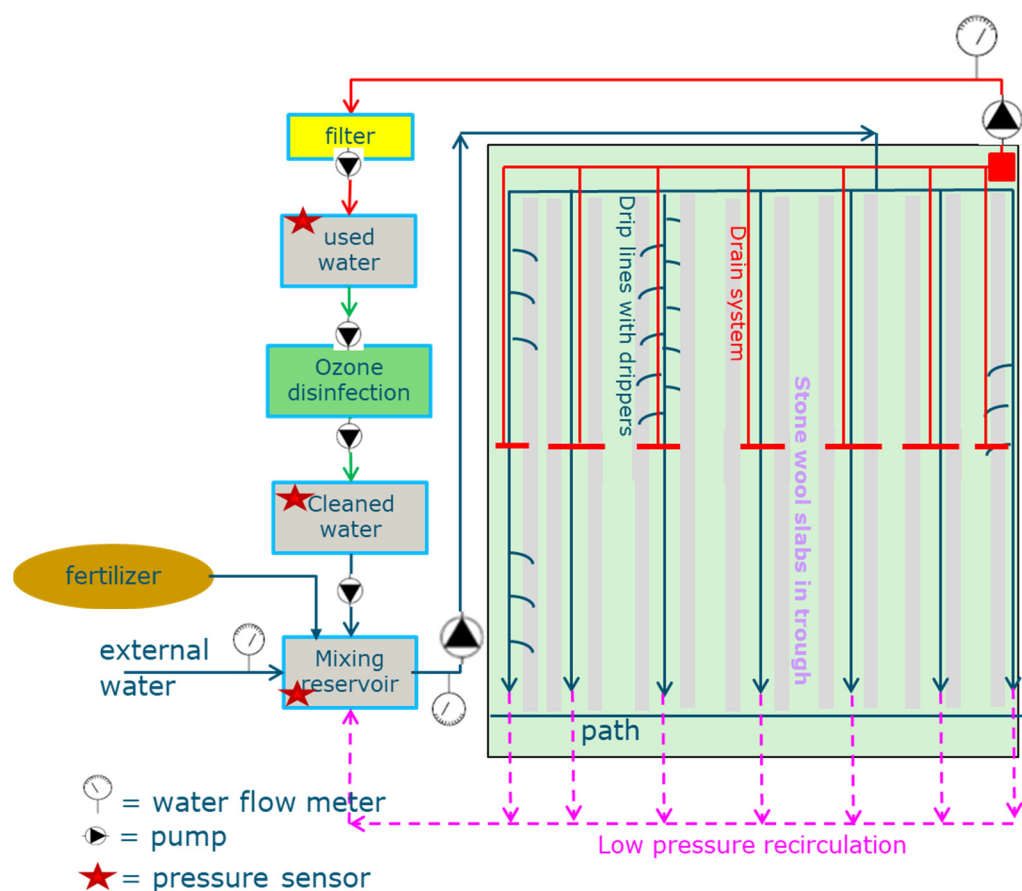 filter
used
water
Ozone
disinfection
Cleaned
water
fertilizer
external
water
Mixing
reservoir
Drip lines with drippers
Drain system
Stone wool slabs in trough
path
Low pressure recirculation
= water flow meter
= pump
= pressure sensor